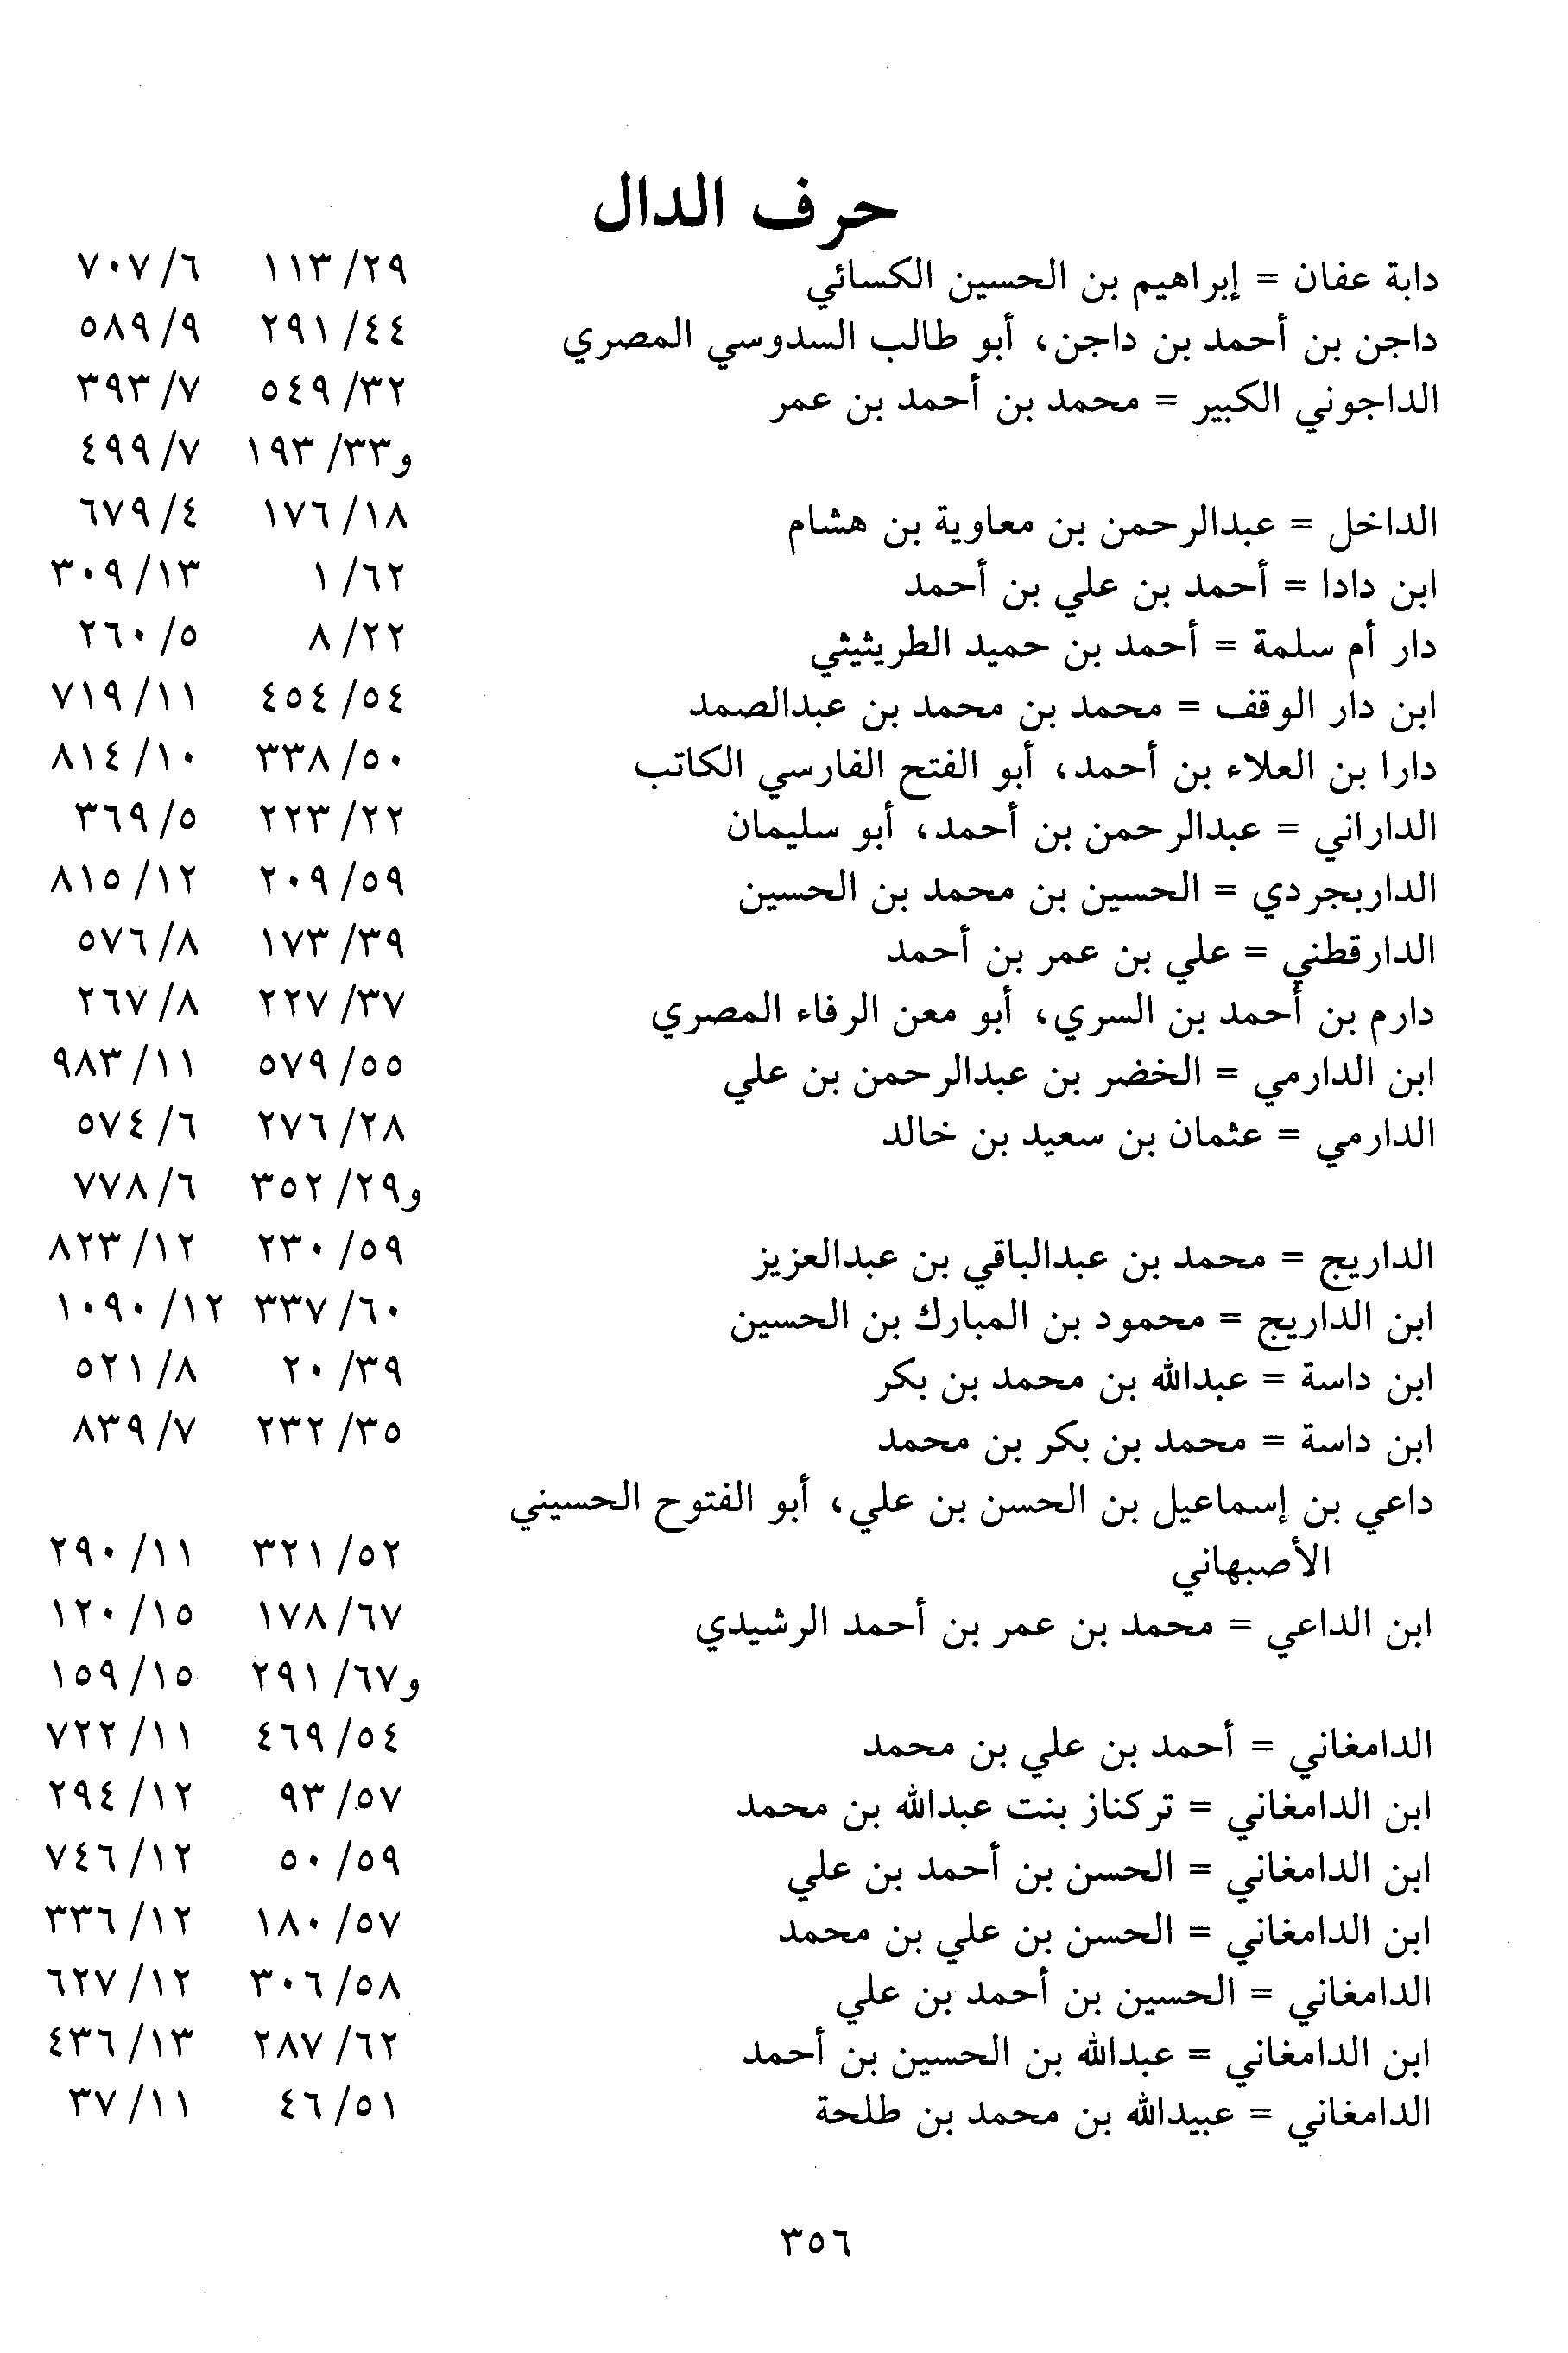 حرف الدال
دابة عفان = إبراهيم بن الحسين الكسائي ٢٩/ ١١٣ ٦/ ٧٠٧
داجن بن أحمد بن داجن، أبو طالب السدوسي المصري ٤٤/ ٢٩١ ٩/ ٥٨٩
الداجوني الكبير = محمد بن أحمد بن عمر ٣٢/ ٥٤٩ ٧/ ٣٩٣
و٣٣/ ١٩٣ ٧/ ٤٩٩
الداخل = عبدالرحمن بن معاوية بن هشام ١٨/ ١٧٦ ٤/ ٦٧٩
ابن دادا = أحمد بن علي بن أحمد ٦٢/ ١ ١٣/ ٣٠٩
دار أم سلمة = أحمد بن حميد الطريثيثي ٢٢/ ٨ ٥/ ٢٦٠
ابن دار الوقف = محمد بن محمد بن عبدالصمد ٥٤/ ٤٥٤ ١١/ ٧١٩
دارا بن العلاء بن أحمد، أبو الفتح الفارسي الكاتب ٥٠/ ٣٣٨ ١٠/ ٨١٤
الداراني = عبدالرحمن بن أحمد، أبو سليمان ٢٢/ ٢٢٣ ٥/ ٣٦٩
الداربجردي = الحسين بن محمد بن الحسين ٥٩/ ٢٠٩ ١٢/ ٨١٥
الدارقطني = علي بن عمر بن أحمد ٣٩/ ١٧٣ ٨/ ٥٧٦
دارم بن أحمد بن السري، أبو معن الرفاء المصري ٣٧/ ٢٢٧ ٨/ ٢٦٧
ابن الدارمي = الخضر بن عبدالرحمن بن علي ٥٥/ ٥٧٩ ١١/ ٩٨٣
الدارمي = عثمان بن سعيد بن خالد ٢٨/ ٢٧٦ ٦/ ٥٧٤
و٢٩/ ٣٥٢ ٦/ ٧٧٨
الداريج = محمد بن عبدالباقي بن عبدالعزيز ٥٩/ ٢٣٠ ١٢/ ٨٢٣
ابن الداريج = محمود بن المبارك بن الحسين ٦٠/ ٣٣٧ ١٢/ ١٠٩٠
ابن داسة = عبدالله بن محمد بن بكر ٣٩/ ٢٠ ٨/ ٥٢١
ابن داسة = محمد بن بكر بن محمد ٣٥/ ٢٣٢ ٧/ ٨٣٩
داعي بن إسماعيل بن الحسن بن علي، أبو الفتوح الحسيني
الأصبهاني ٥٢/ ٣٢١ ١١/ ٢٩٠
ابن الداعي = محمد بن عمر بن أحمد الرشيدي ٦٧/ ١٧٨ ١٥/ ١٢٠
و٦٧/ ٢٩١ ١٥/ ١٥٩
الدامغاني = أحمد بن علي بن محمد ٥٤/ ٤٦٩ ١١/ ٧٢٢
ابن الدامغاني = تركناز بنت عبدالله بن محمد ٥٧/ ٩٣ ١٢/ ٢٩٤
ابن الدامغاني = الحسن بن أحمد بن علي ٥٩/ ٥٠ ١٢/ ٧٤٦
ابن الدامغاني = الحسن بن علي بن محمد ٥٧/ ١٨٠ ١٢/ ٣٣٦
الدامغاني = الحسين بن أحمد بن علي ٥٨/ ٣٠٦ ١٢/ ٦٢٧
ابن الدامغاني = عبدالله بن الحسين بن أحمد ٦٢/ ٢٨٧ ١٣/ ٤٣٦
الدامغاني = عبيدالله بن محمد بن طلحة ٥١/ ٤٦ ١١/ ٣٧
٣٥٦